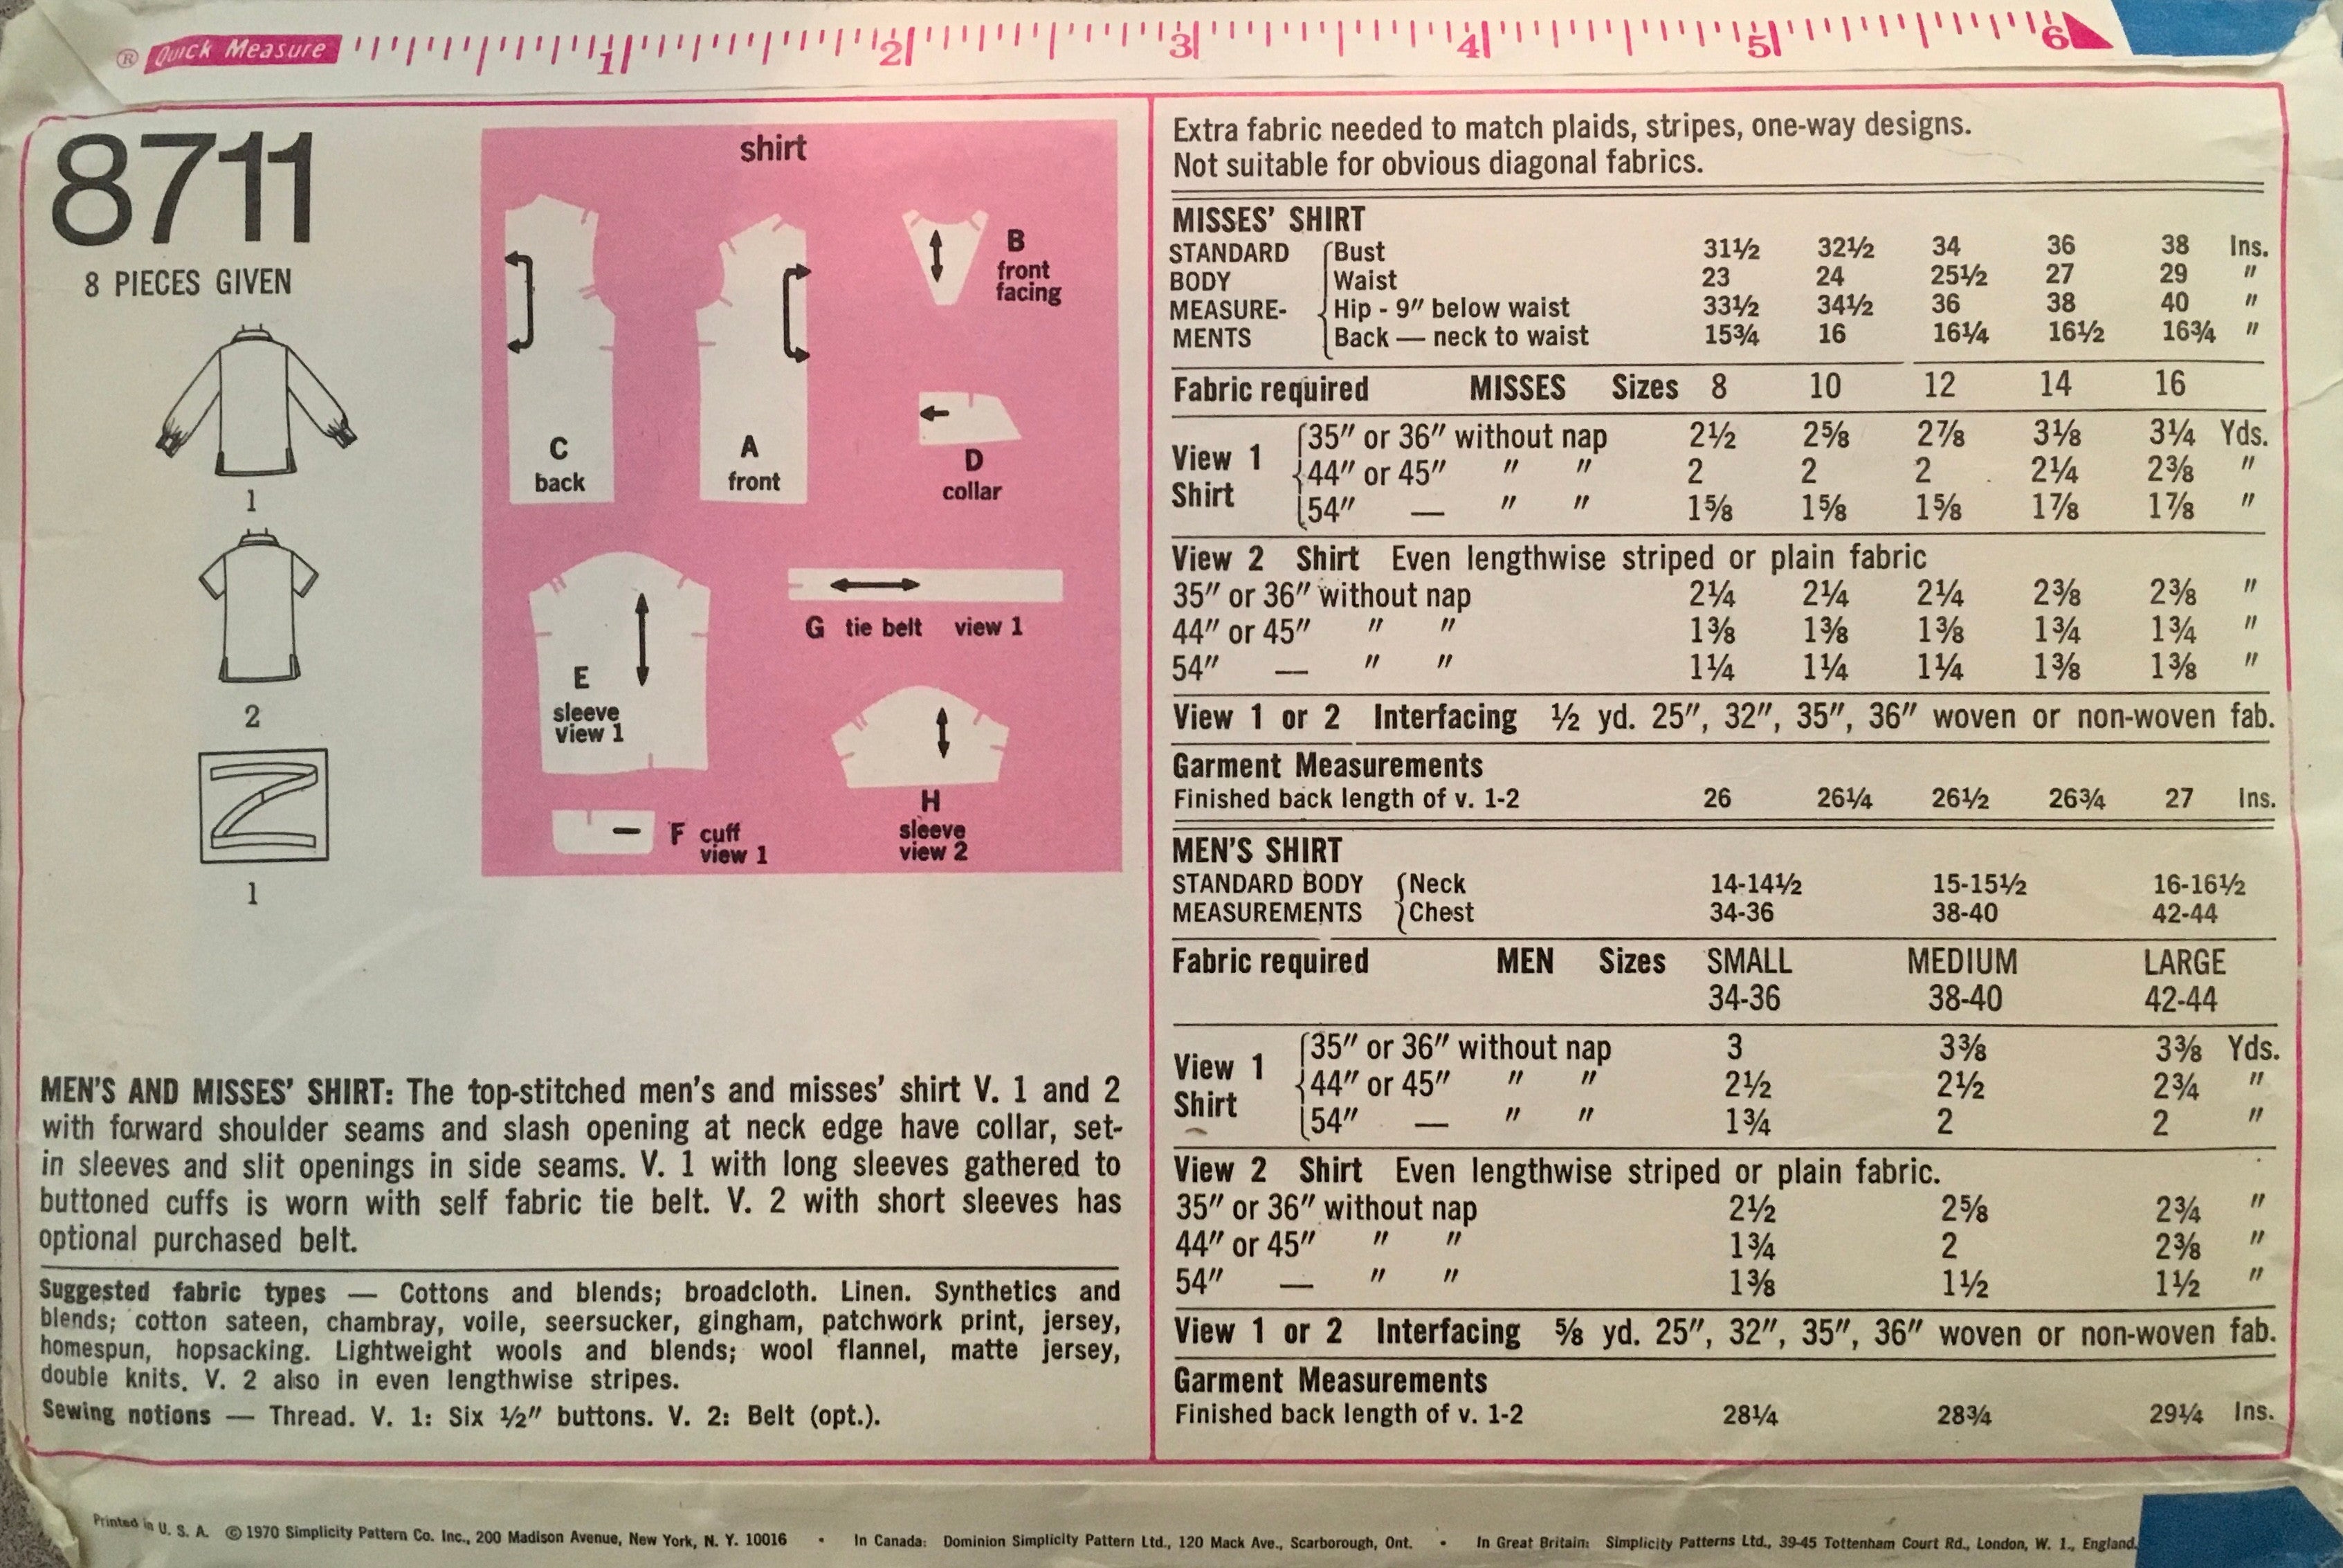 ® Quick Measure 1 2 3 4 5 6
8711
8 PIECES GIVEN
1
2
1
shirt
C
back
A
front
B
front
facing
D
collar
E
sleeve
view 1
G tie belt view 1
F cuff
view 1
H
sleeve
view 2
MEN'S AND MISSES' SHIRT: The top-stitched men's and misses' shirt V. 1 and 2
with forward shoulder seams and slash opening at neck edge have collar, set-
in sleeves and slit openings in side seams. V. 1 with long sleeves gathered to
buttoned cuffs is worn with self fabric tie belt. V. 2 with short sleeves has
optional purchased belt.
Suggested fabric types — Cottons and blends; broadcloth. Linen. Synthetics and
blends; cotton sateen, chambray, voile, seersucker, gingham, patchwork print, jersey,
homespun, hopsacking. Lightweight wools and blends; wool flannel, matte jersey,
double knits. V. 2 also in even lengthwise stripes.
Sewing notions — Thread. V. 1: Six ½" buttons. V. 2: Belt (opt.).
Extra fabric needed to match plaids, stripes, one-way designs.
Not suitable for obvious diagonal fabrics.
MISSES' SHIRT
STANDARD Bust 31½ 32½ 34 36 38 Ins.
BODY Waist 23 24 25½ 27 29 "
MEASURE- Hip - 9" below waist 33½ 34½ 36 38 40 "
MENTS Back — neck to waist 15¾ 16 16¼ 16½ 16¾ "
Fabric required MISSES Sizes 8 10 12 14 16
View 1 Shirt
35" or 36" without nap 2½ 2⅝ 2⅞ 3⅛ 3¼ Yds.
44" or 45" " " 2 2 2 2¼ 2⅜ "
54" — " " 1⅝ 1⅝ 1⅝ 1⅞ 1⅞ "
View 2 Shirt Even lengthwise striped or plain fabric
35" or 36" without nap 2¼ 2¼ 2¼ 2⅜ 2⅜ "
44" or 45" " " 1⅜ 1⅜ 1⅜ 1¾ 1¾ "
54" — " " 1¼ 1¼ 1¼ 1⅜ 1⅜ "
View 1 or 2 Interfacing ½ yd. 25", 32", 35", 36" woven or non-woven fab.
Garment Measurements
Finished back length of v. 1-2 26 26¼ 26½ 26¾ 27 Ins.
MEN'S SHIRT
STANDARD BODY Neck 14-14½ 15-15½ 16-16½
MEASUREMENTS Chest 34-36 38-40 42-44
Fabric required MEN Sizes SMALL MEDIUM LARGE
34-36 38-40 42-44
View 1 Shirt
35" or 36" without nap 3 3⅜ 3⅜ Yds.
44" or 45" " " 2½ 2½ 2¾ "
54" — " " 1¾ 2 2 "
View 2 Shirt Even lengthwise striped or plain fabric.
35" or 36" without nap 2½ 2⅝ 2¾ "
44" or 45" " " 1¾ 2 2⅜ "
54" — " " 1⅜ 1½ 1½ "
View 1 or 2 Interfacing ⅝ yd. 25", 32", 35", 36" woven or non-woven fab.
Garment Measurements
Finished back length of v. 1-2 28¼ 28¾ 29¼ Ins.
Printed in U. S. A. © 1970 Simplicity Pattern Co. Inc., 200 Madison Avenue, New York, N. Y. 10016 • In Canada: Dominion Simplicity Pattern Ltd., 120 Mack Ave., Scarborough, Ont. • In Great Britain: Simplicity Patterns Ltd., 39-45 Tottenham Court Rd., London, W. 1., England.